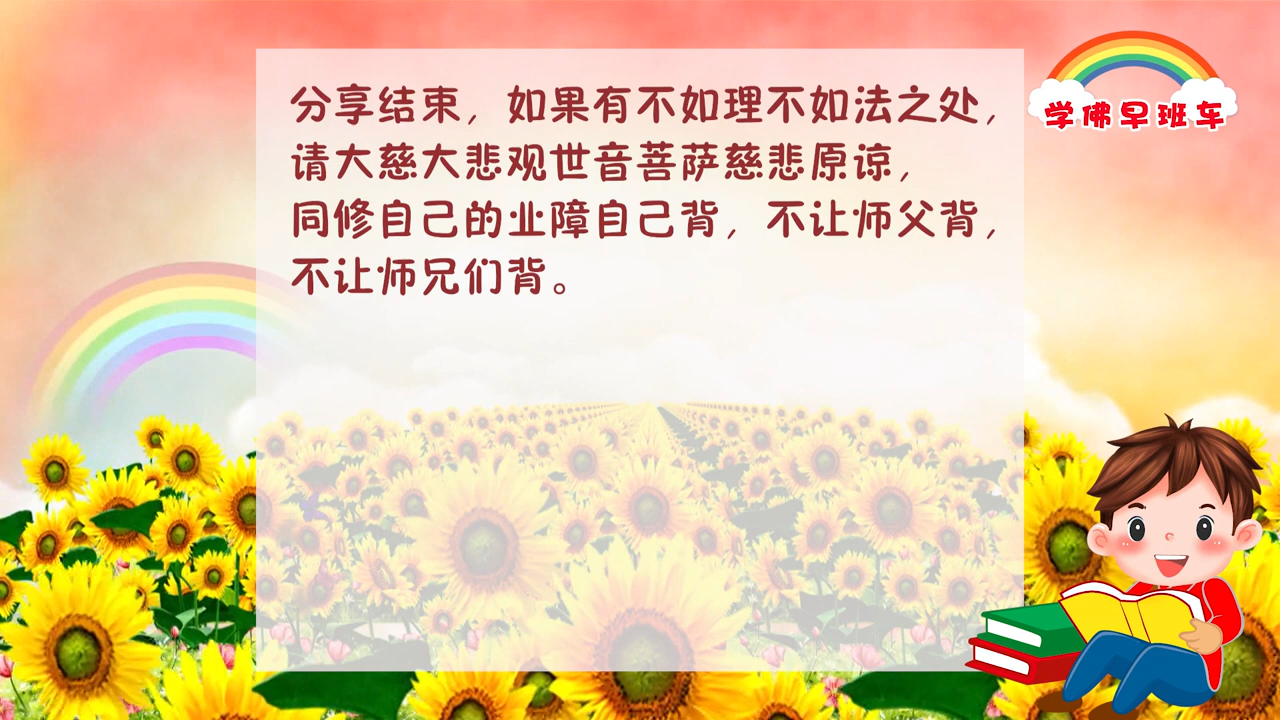 学佛早班车
分享结束，如果有不如理不如法之处，
请大慈大悲观世音菩萨慈悲原谅，
同修自己的业障自己背，不让师父背，
不让师兄们背。